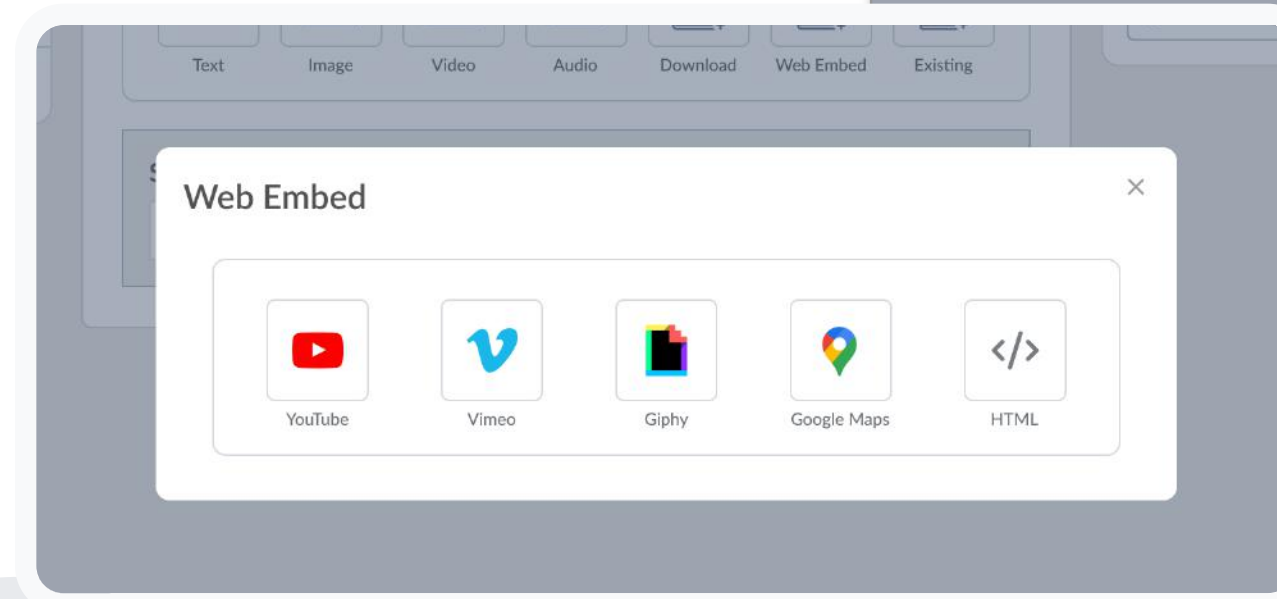 Text Image Video Audio Download Web Embed Existing
Web Embed
YouTube Vimeo Giphy Google Maps HTML